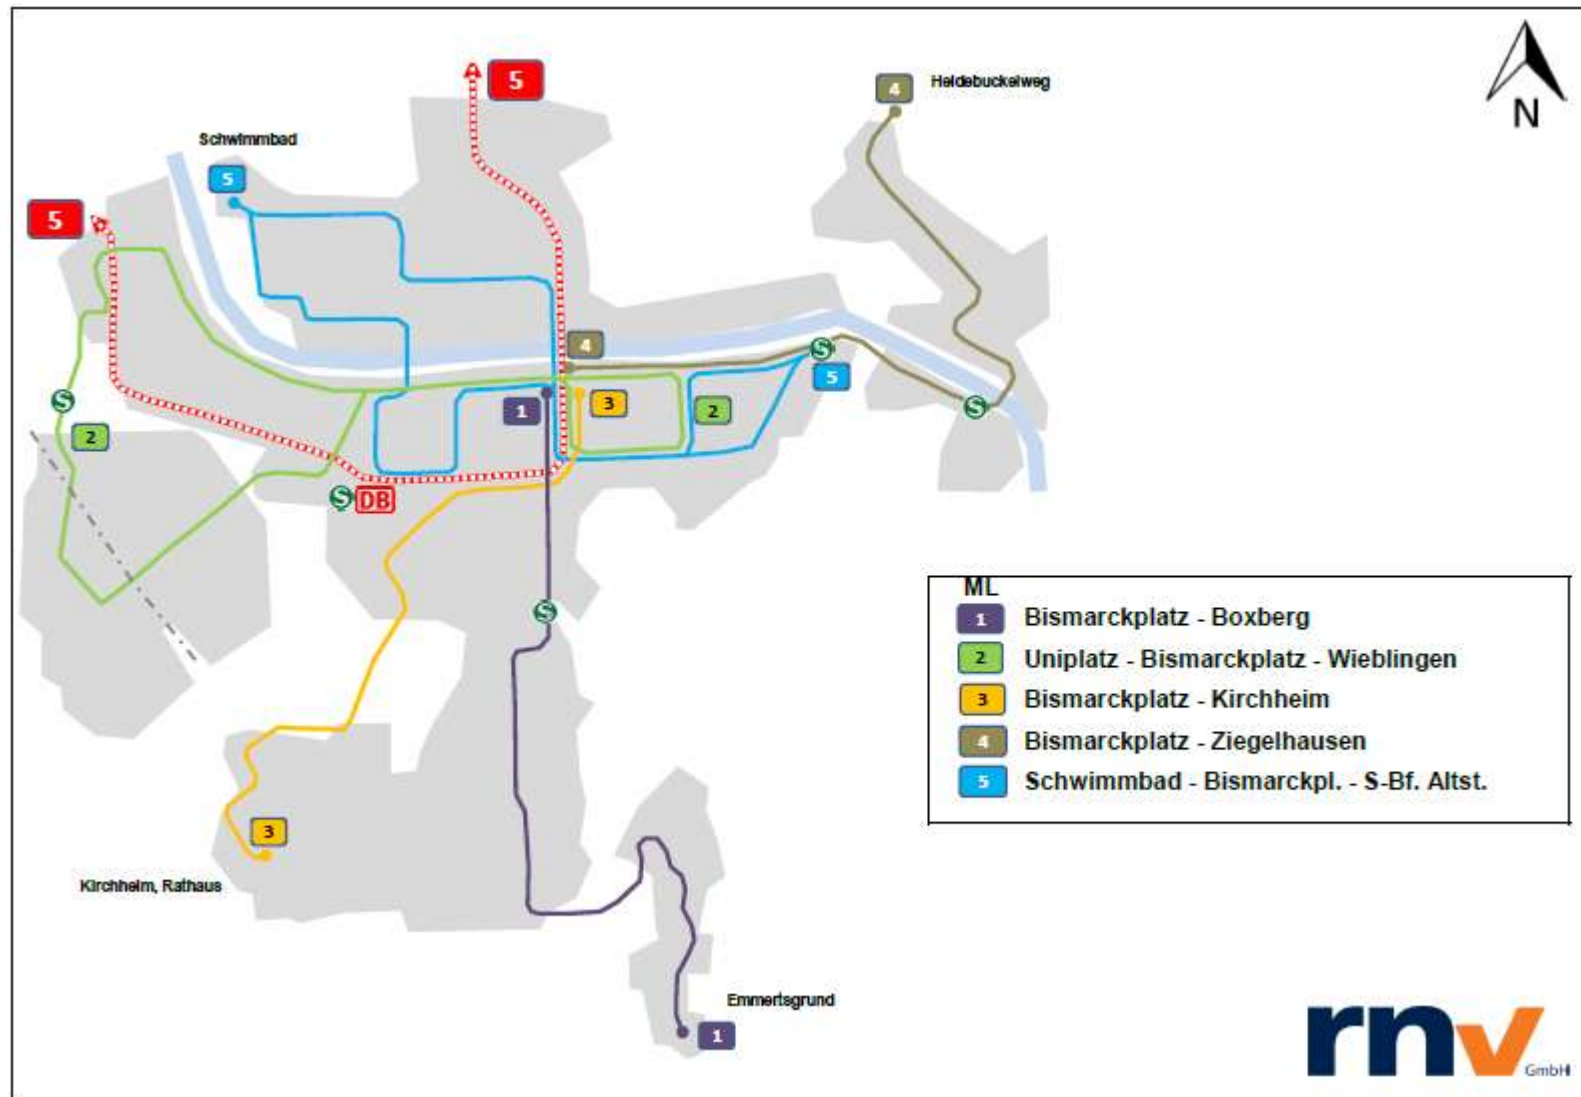 5
4
Heidebuckelweg
N
Schwimmbad
5
5
4
S
5
S
1
3
2
S
S
2
S
DB
S
ML
1 Bismarckplatz - Boxberg
2 Uniplatz - Bismarckplatz - Wieblingen
3 Bismarckplatz - Kirchheim
4 Bismarckplatz - Ziegelhausen
5 Schwimmbad - Bismarckpl. - S-Bf. Altst.
3
Kirchheim, Rathaus
Emmertsgrund
1
rnv
GmbH